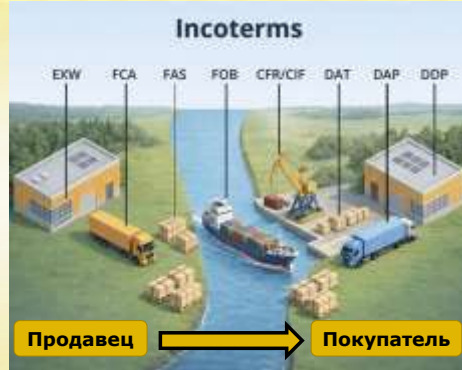 Incoterms
EXW FCA FAS FOB CFR/CIF DAT DAP DDP
Продавец Покупатель